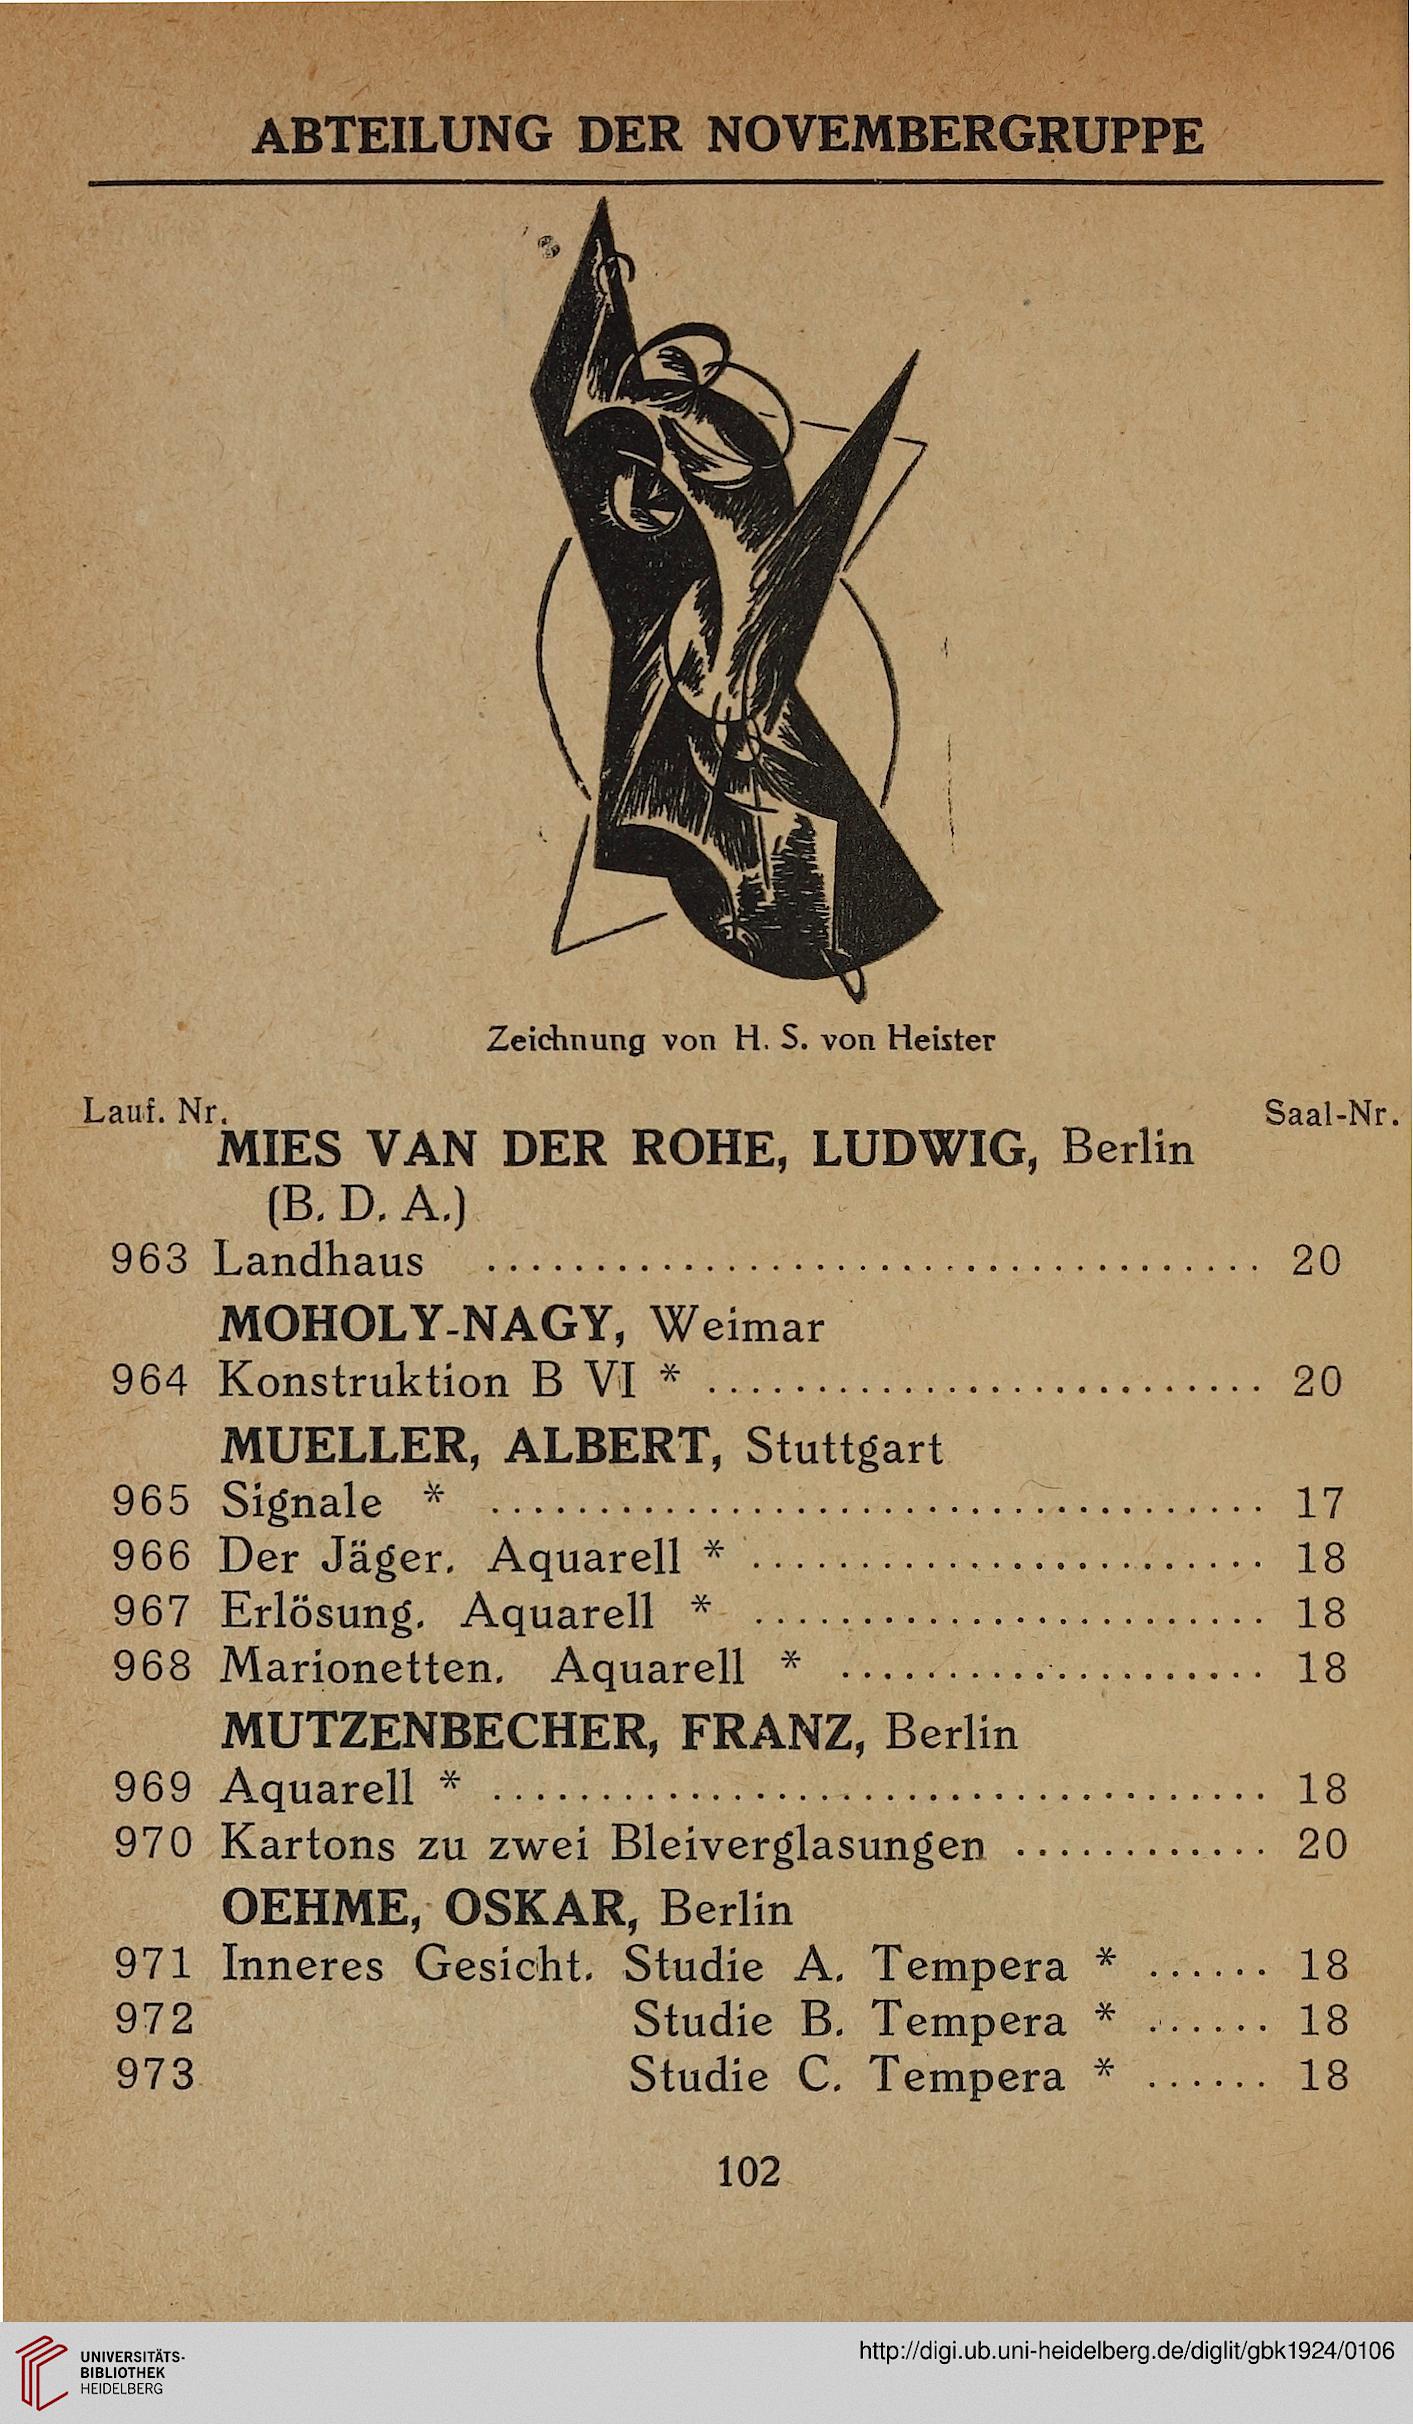 ABTEILUNG DER NOVEMBERGRUPPE
Zeichnung von H. S. von Heister
Lauf. Nr. Saal-Nr.
MIES VAN DER ROHE, LUDWIG, Berlin
(B. D. A.)
963 Landhaus .................................... 20
MOHOLY-NAGY, Weimar
964 Konstruktion B VI * .......................... 20
MUELLER, ALBERT, Stuttgart
965 Signale * .................................... 17
966 Der Jäger. Aquarell * ........................ 18
967 Erlösung. Aquarell * ........................ 18
968 Marionetten. Aquarell * .................... 18
MUTZENBECHER, FRANZ, Berlin
969 Aquarell * .................................... 18
970 Kartons zu zwei Bleiverglasungen ............ 20
OEHME, OSKAR, Berlin
971 Inneres Gesicht. Studie A. Tempera * ...... 18
972 Studie B. Tempera * ...... 18
973 Studie C. Tempera * ...... 18
102
UNIVERSITÄTS-
BIBLIOTHEK
HEIDELBERG
http://digi.ub.uni-heidelberg.de/diglit/gbk1924/0106